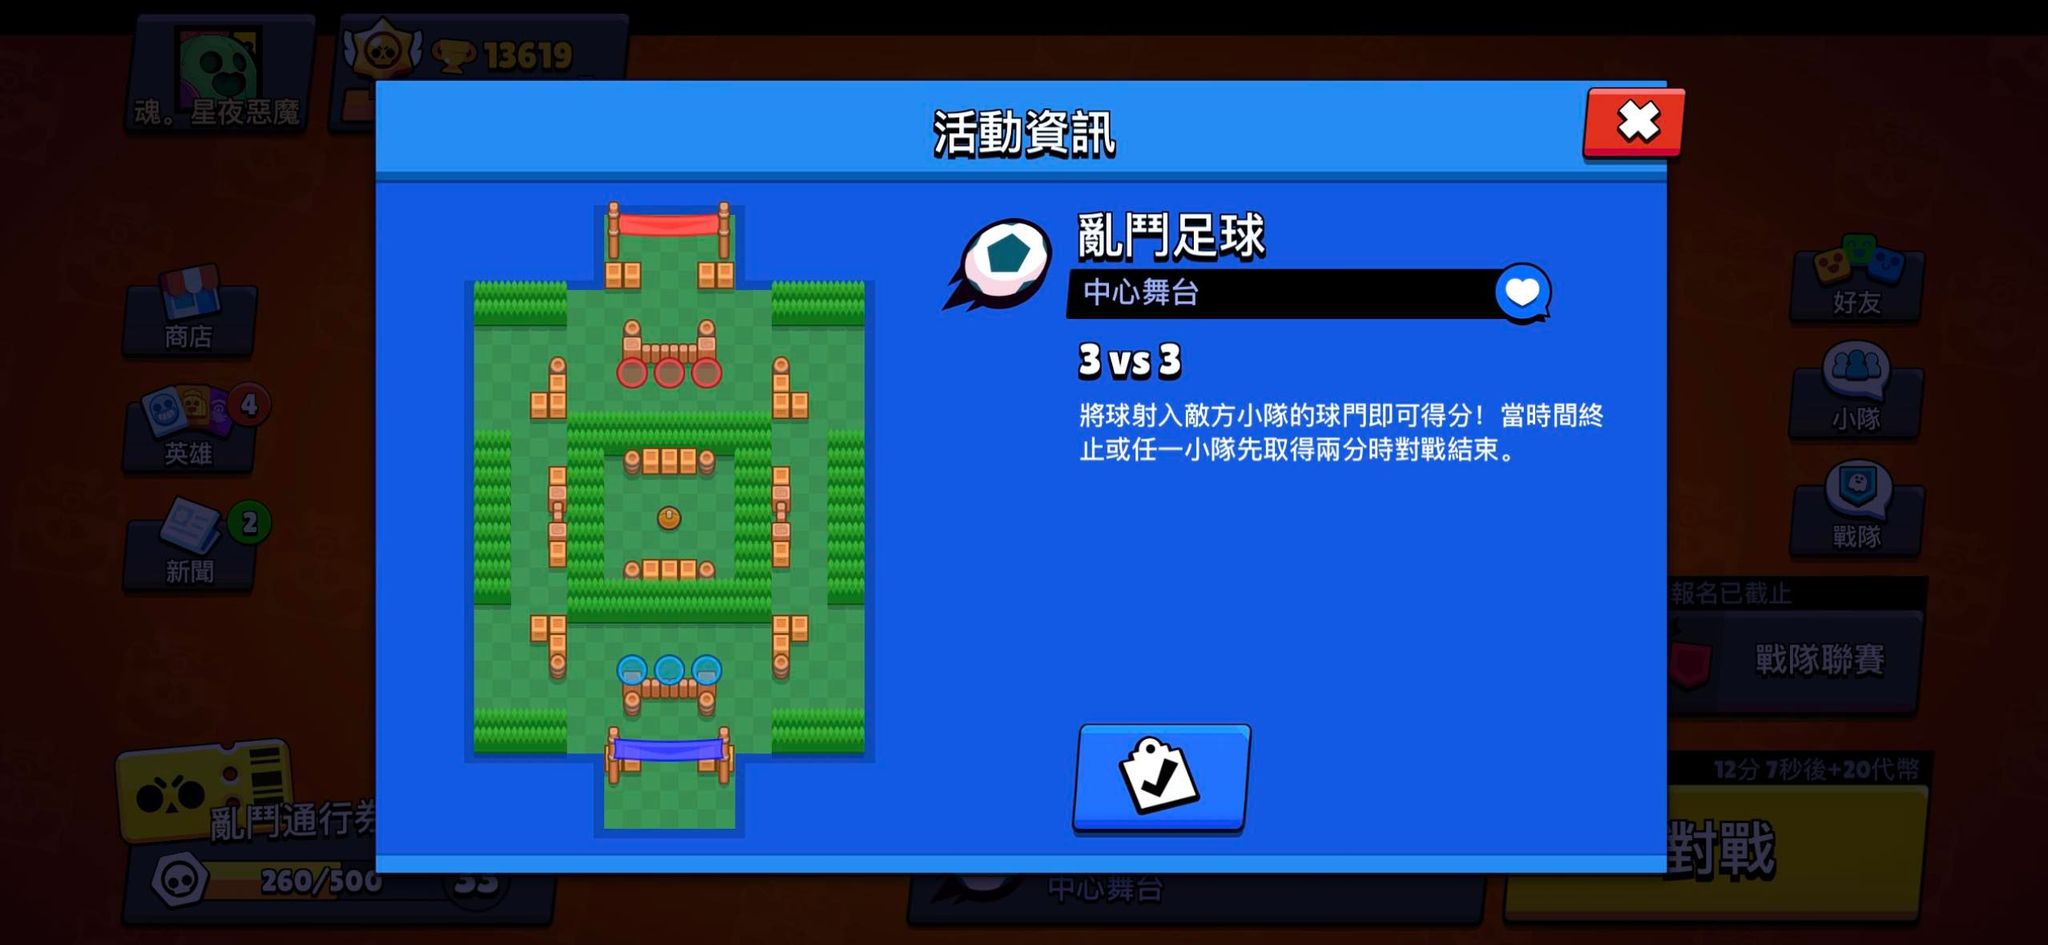 13619
魂。星夜惡魔
活動資訊
亂鬥足球
中心舞台
3 vs 3
將球射入敵方小隊的球門即可得分！當時間終
止或任一小隊先取得兩分時對戰結束。
商店
4
英雄
2
新聞
好友
小隊
戰隊
報名已截止
戰隊聯賽
12分 7秒後+20代幣
對戰
亂鬥通行券
260/500
33
中心舞台